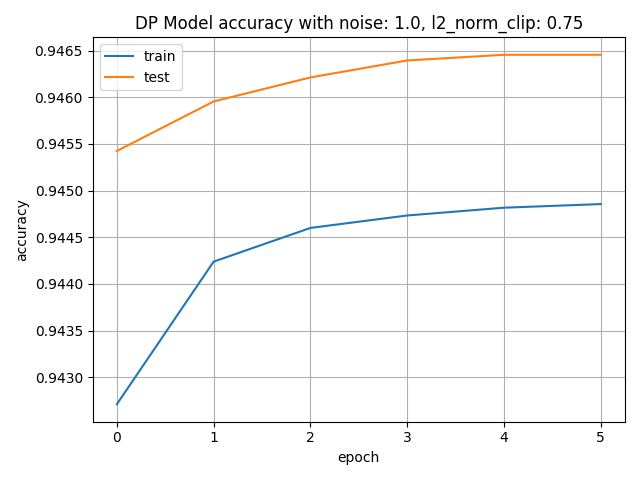 DP Model accuracy with noise: 1.0, l2_norm_clip: 0.75
train
test
accuracy
0.9465
0.9460
0.9455
0.9450
0.9445
0.9440
0.9435
0.9430
0 1 2 3 4 5
epoch